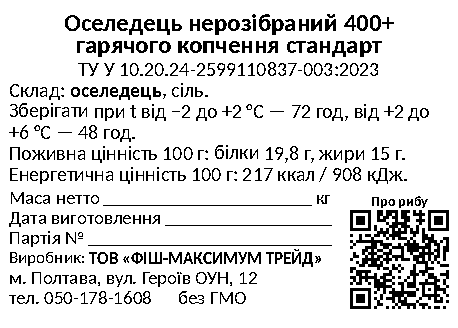 Оселедець нерозібраний 400+
гарячого копчення стандарт
ТУ У 10.20.24-2599110837-003:2023
Склад: оселедець, сіль.
Зберігати при t від −2 до +2 °С — 72 год, від +2 до
+6 °С — 48 год.
Поживна цінність 100 г: білки 19,8 г, жири 15 г.
Енергетична цінність 100 г: 217 ккал / 908 кДж.
Маса нетто ________________________ кг
Дата виготовлення ___________________
Партія № ____________________________
Виробник: ТОВ «ФІШ-МАКСИМУМ ТРЕЙД»
м. Полтава, вул. Героїв ОУН, 12
тел. 050-178-1608 без ГМО
Про рибу